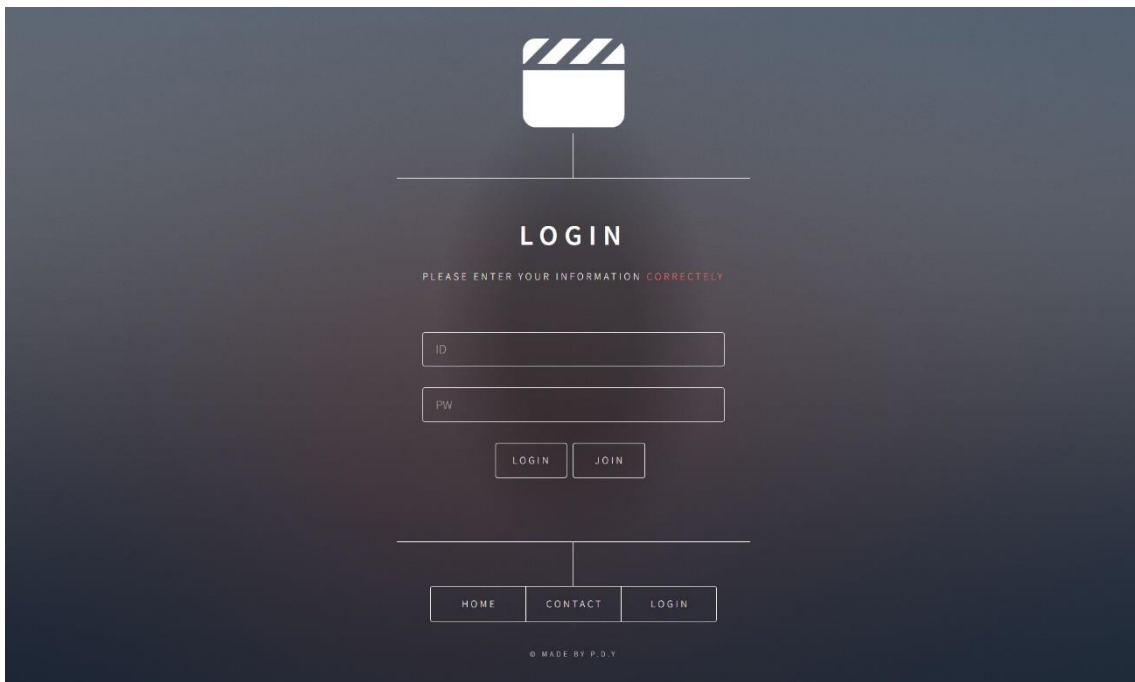 LOGIN
PLEASE ENTER YOUR INFORMATION CORRECTELY
ID
PW
LOGIN JOIN
HOME CONTACT LOGIN
© MADE BY P.D.Y